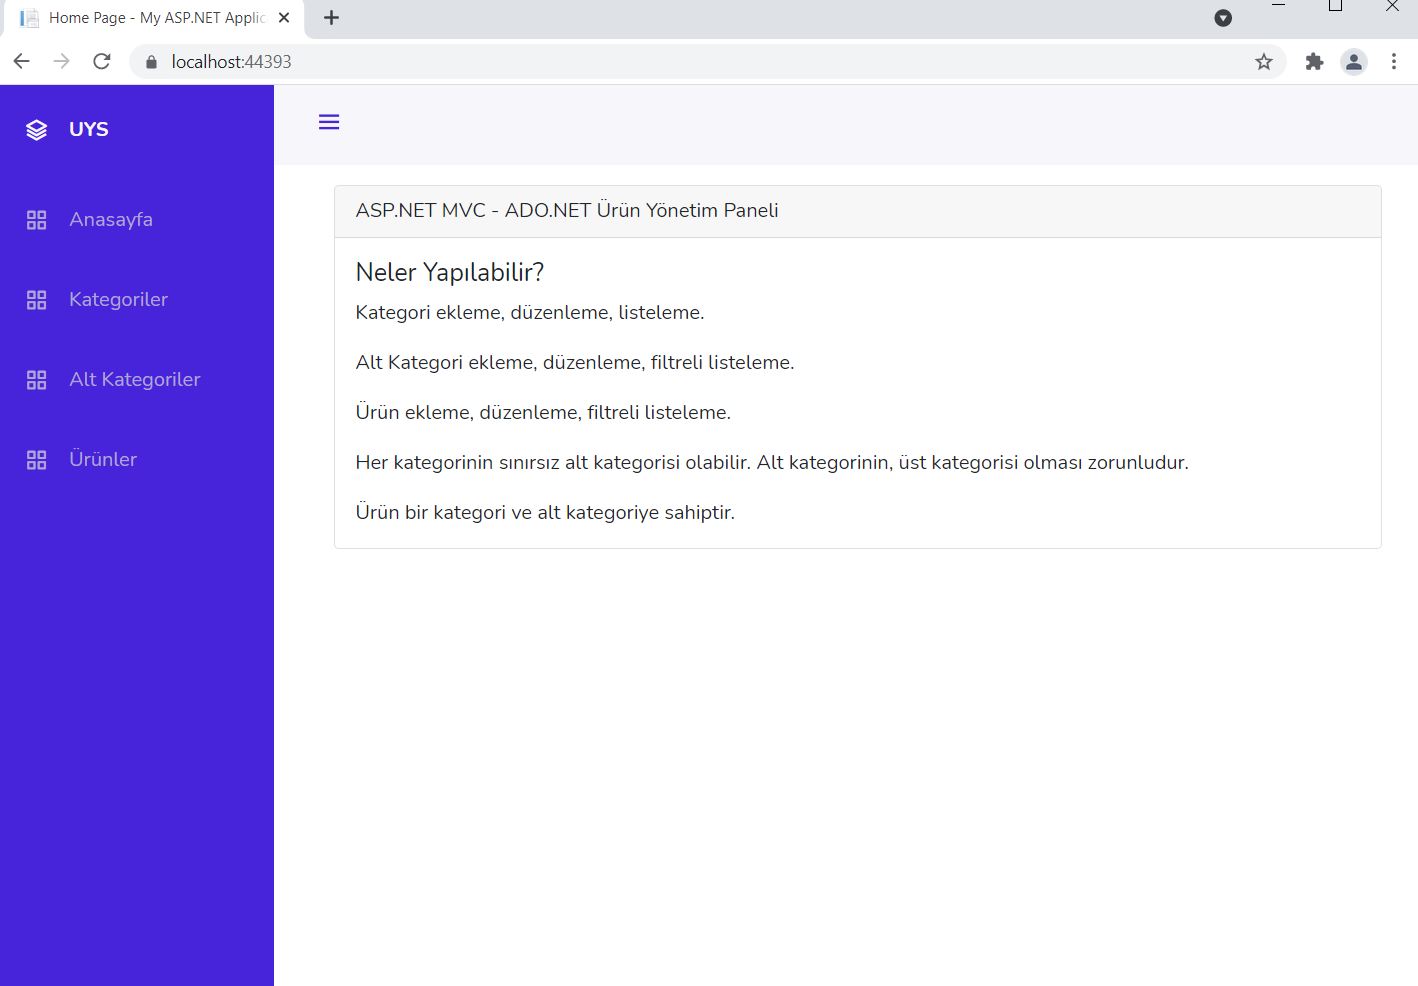 Home Page - My ASP.NET Applic
localhost:44393
UYS
Anasayfa
Kategoriler
Alt Kategoriler
Ürünler
ASP.NET MVC - ADO.NET Ürün Yönetim Paneli
Neler Yapılabilir?
Kategori ekleme, düzenleme, listeleme.
Alt Kategori ekleme, düzenleme, filtreli listeleme.
Ürün ekleme, düzenleme, filtreli listeleme.
Her kategorinin sınırsız alt kategorisi olabilir. Alt kategorinin, üst kategorisi olması zorunludur.
Ürün bir kategori ve alt kategoriye sahiptir.